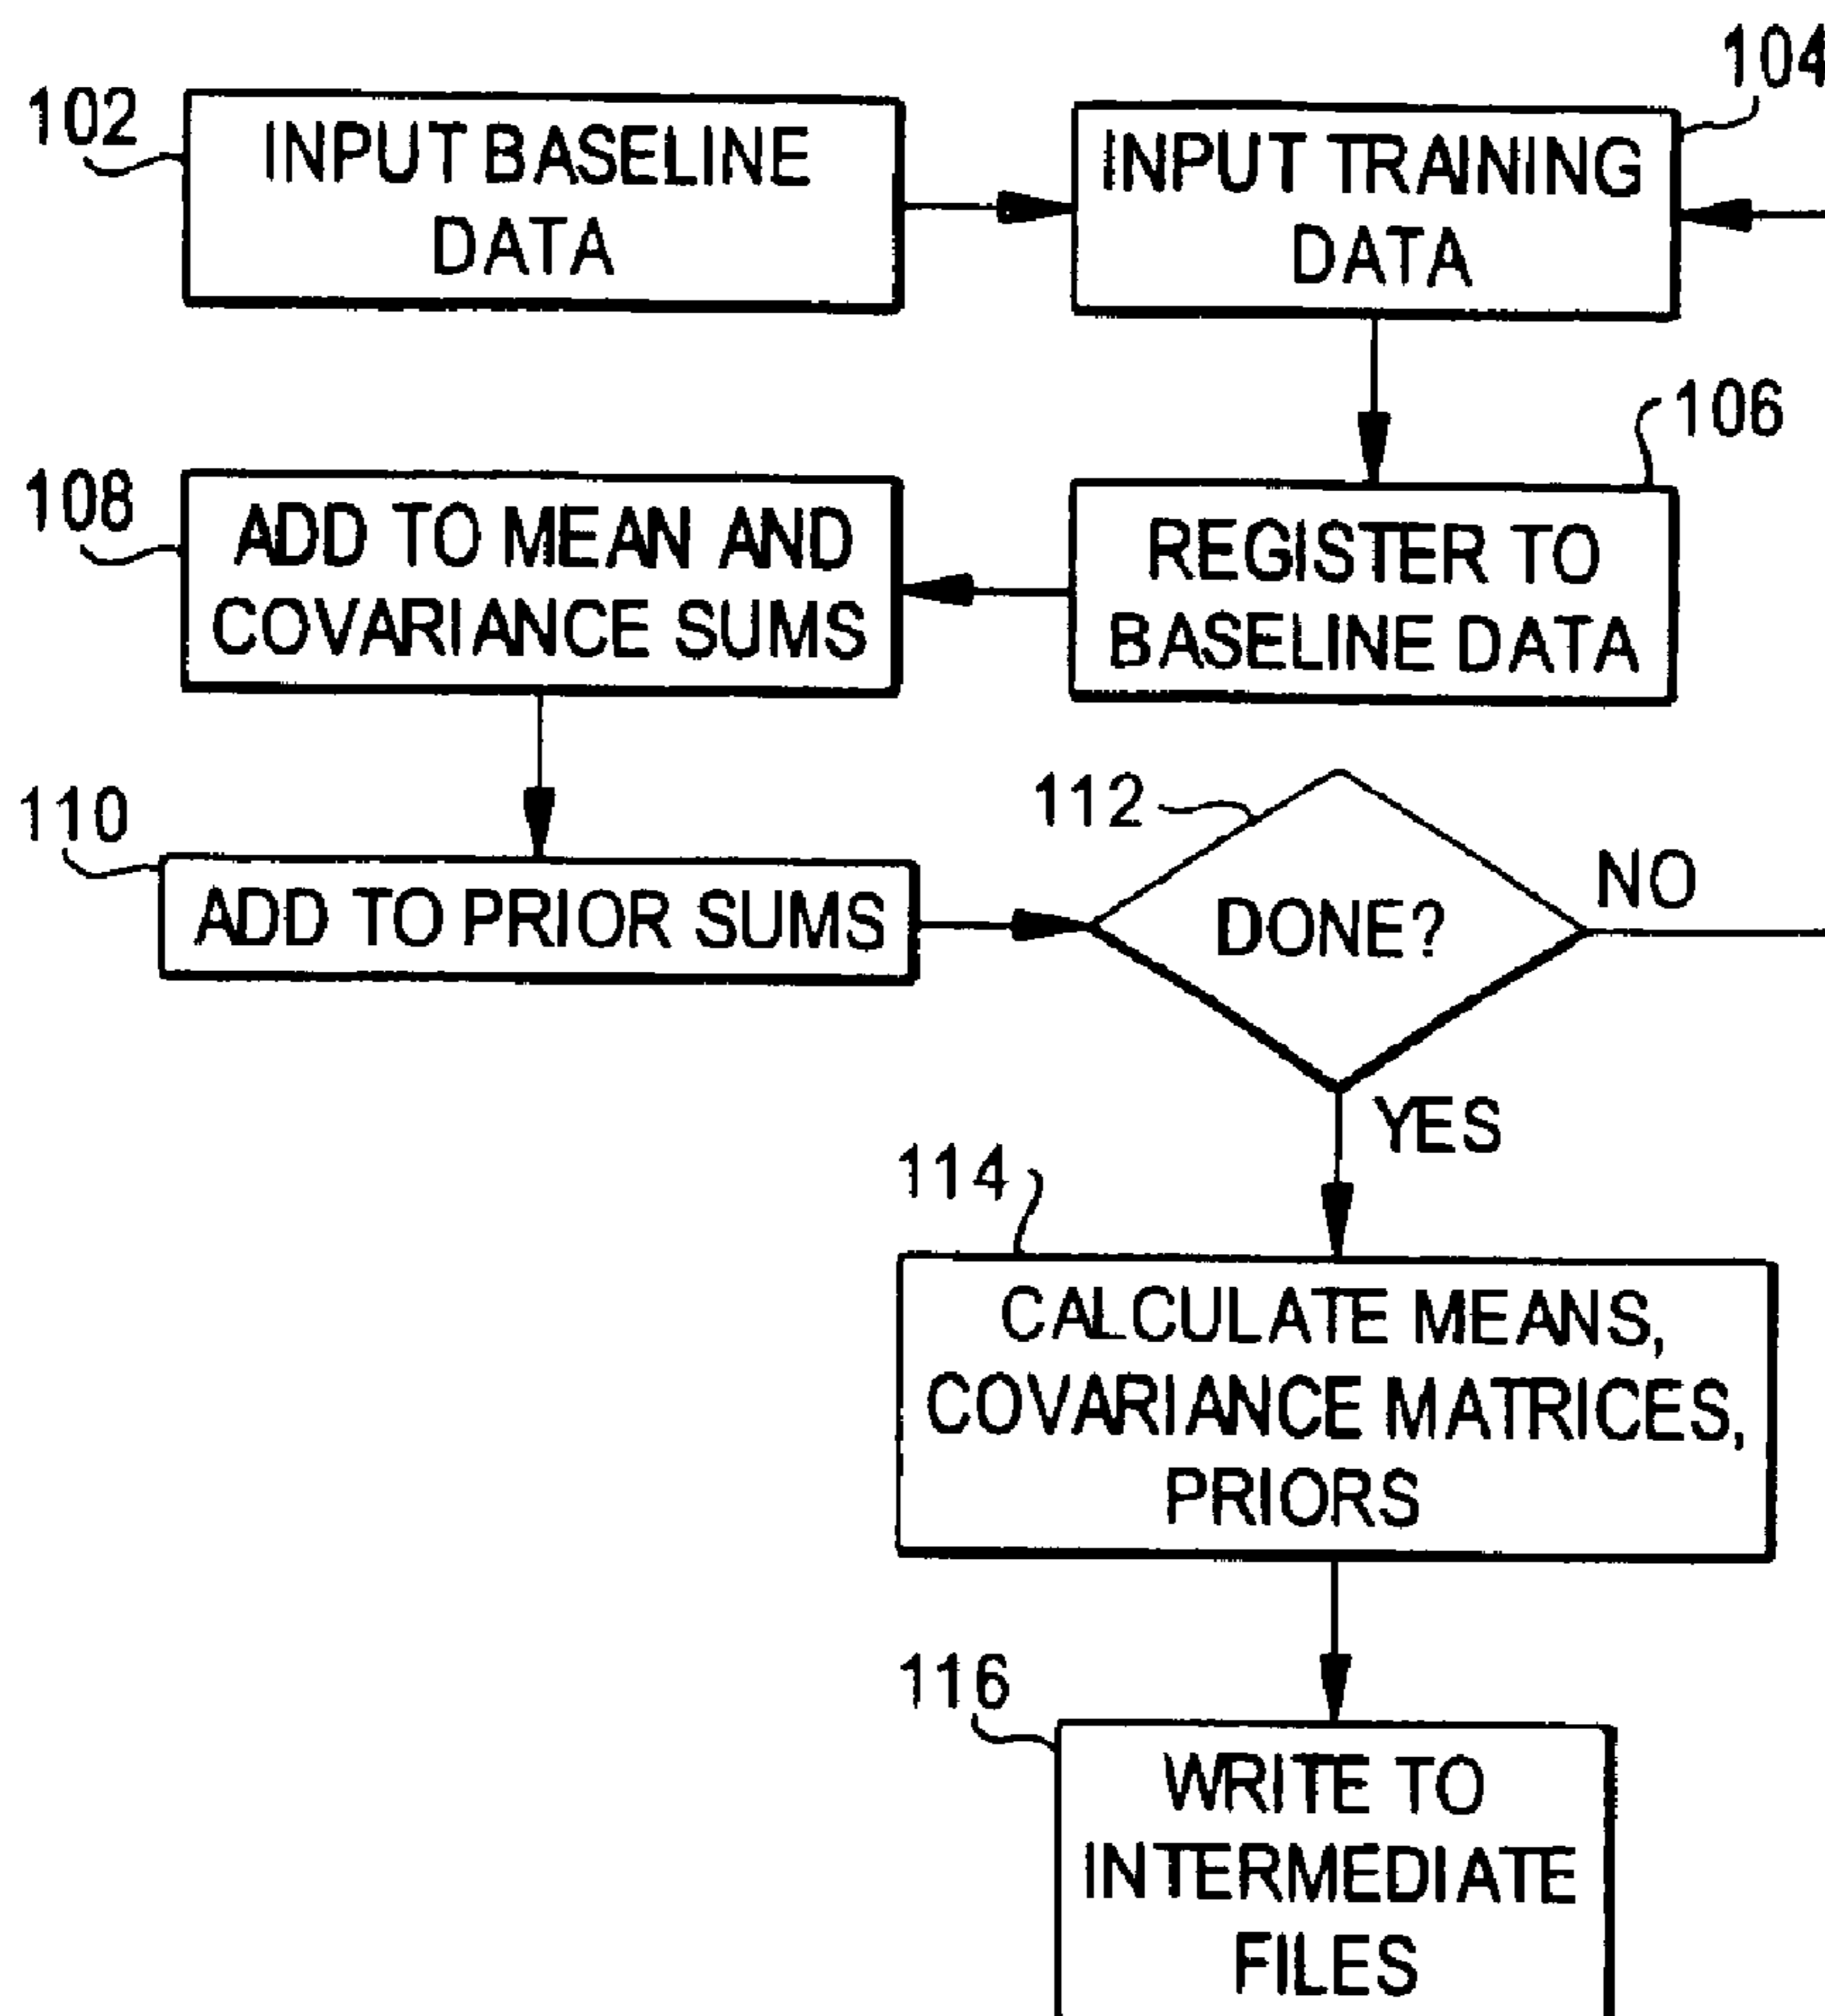 104
102
INPUT BASELINE
DATA
INPUT TRAINING
DATA
106
108
ADD TO MEAN AND
COVARIANCE SUMS
REGISTER TO
BASELINE DATA
110
ADD TO PRIOR SUMS
112
DONE?
NO
YES
114
CALCULATE MEANS,
COVARIANCE MATRICES,
PRIORS
116
WRITE TO
INTERMEDIATE
FILES